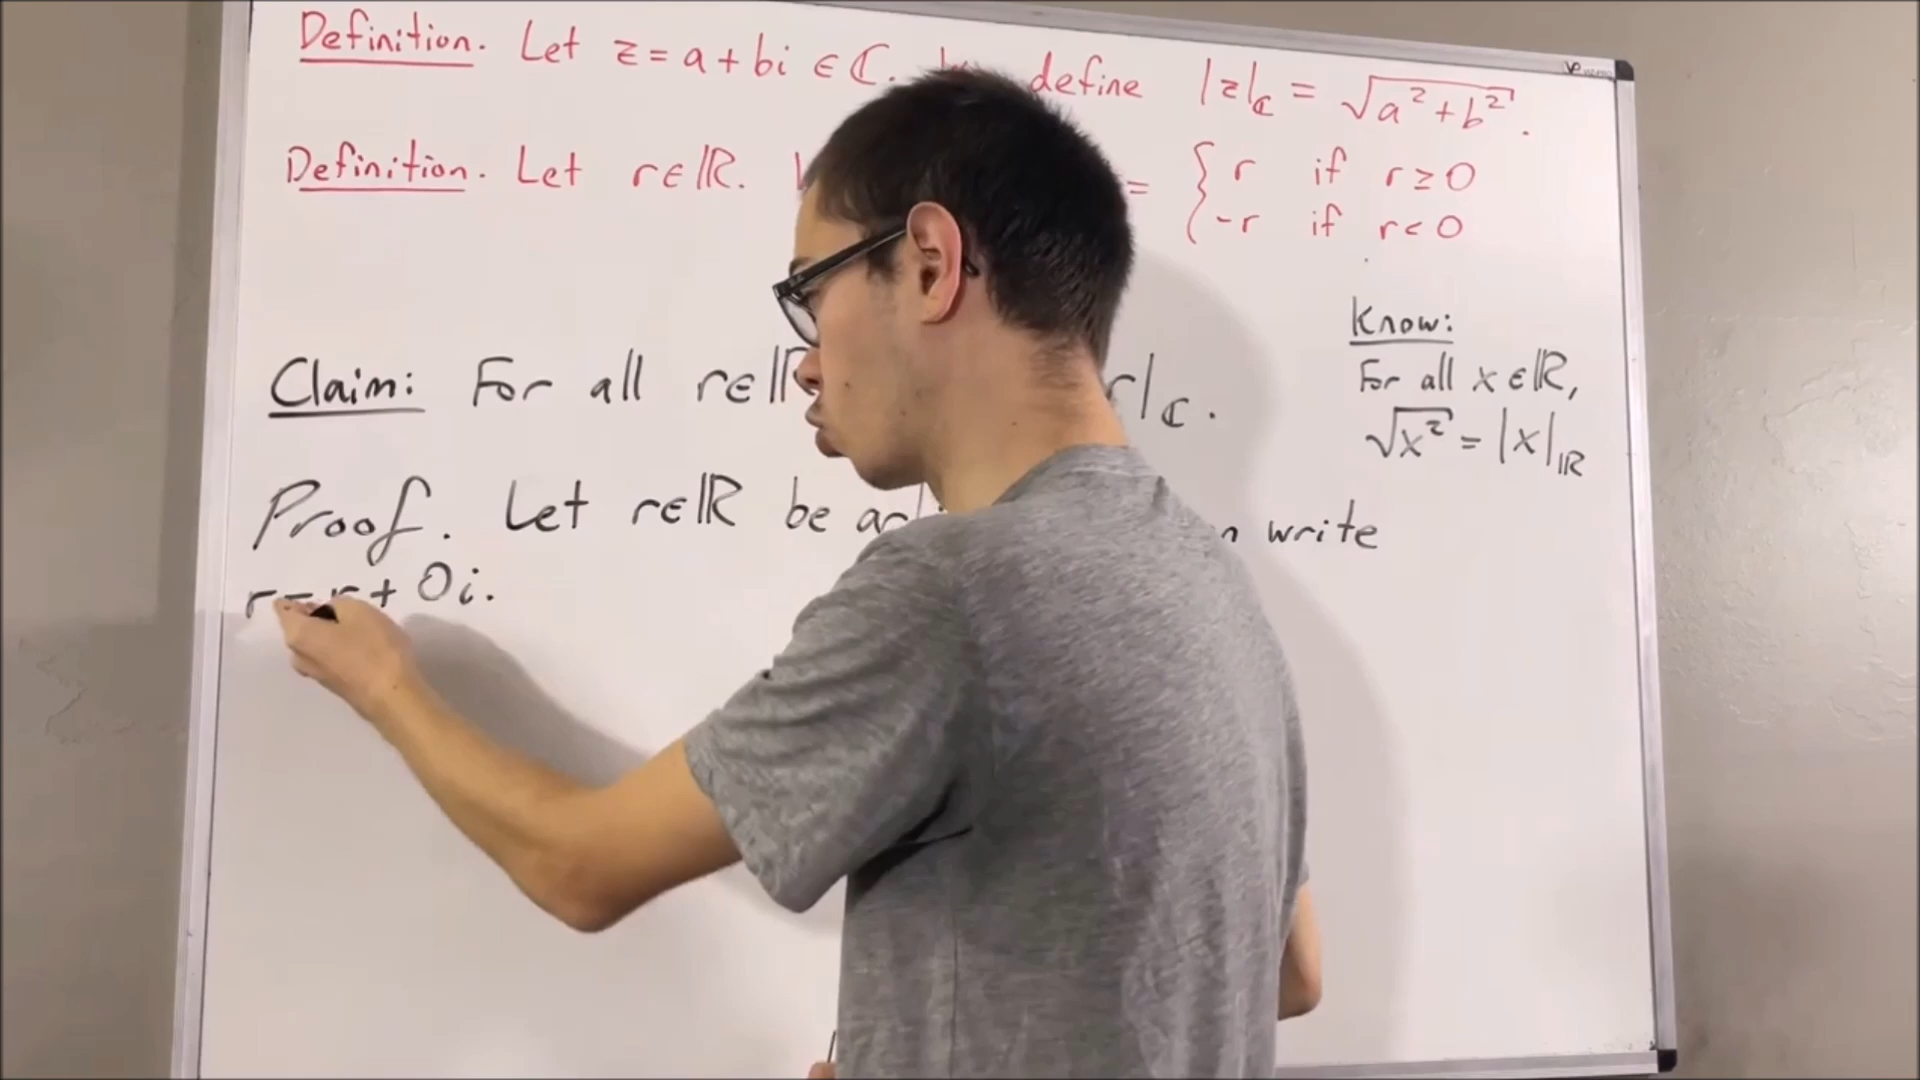 Definition. Let z = a + bi ∈ ℂ. define |z|_ℂ = √(a² + b²).
Definition. Let r∈ℝ. = { r if r ≥ 0
-r if r < 0
Know:
For all x ∈ ℝ,
√x² = |x|_ℝ
Claim: For all r∈ℝ r|_ℂ.
Proof. Let r∈ℝ be write
r = r + 0i.